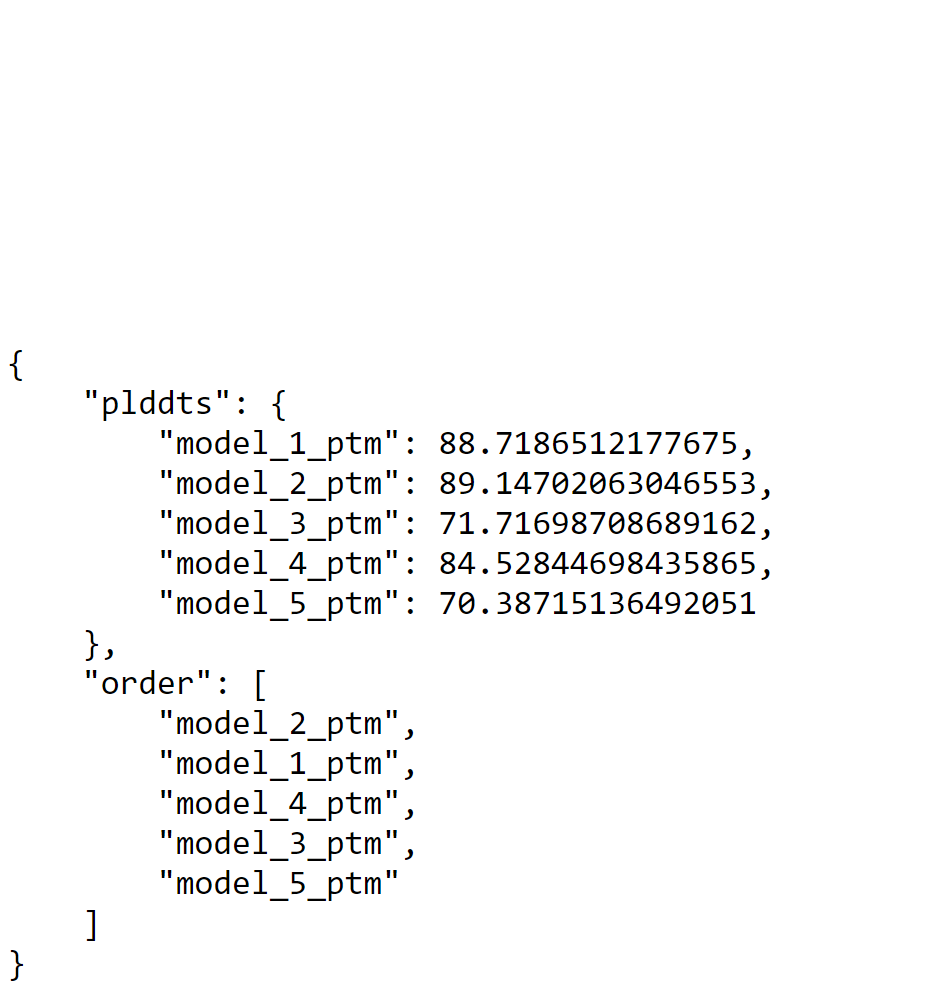 {
    "plddts": {
        "model_1_ptm": 88.7186512177675,
        "model_2_ptm": 89.14702063046553,
        "model_3_ptm": 71.71698708689162,
        "model_4_ptm": 84.52844698435865,
        "model_5_ptm": 70.38715136492051
    },
    "order": [
        "model_2_ptm",
        "model_1_ptm",
        "model_4_ptm",
        "model_3_ptm",
        "model_5_ptm"
    ]
}